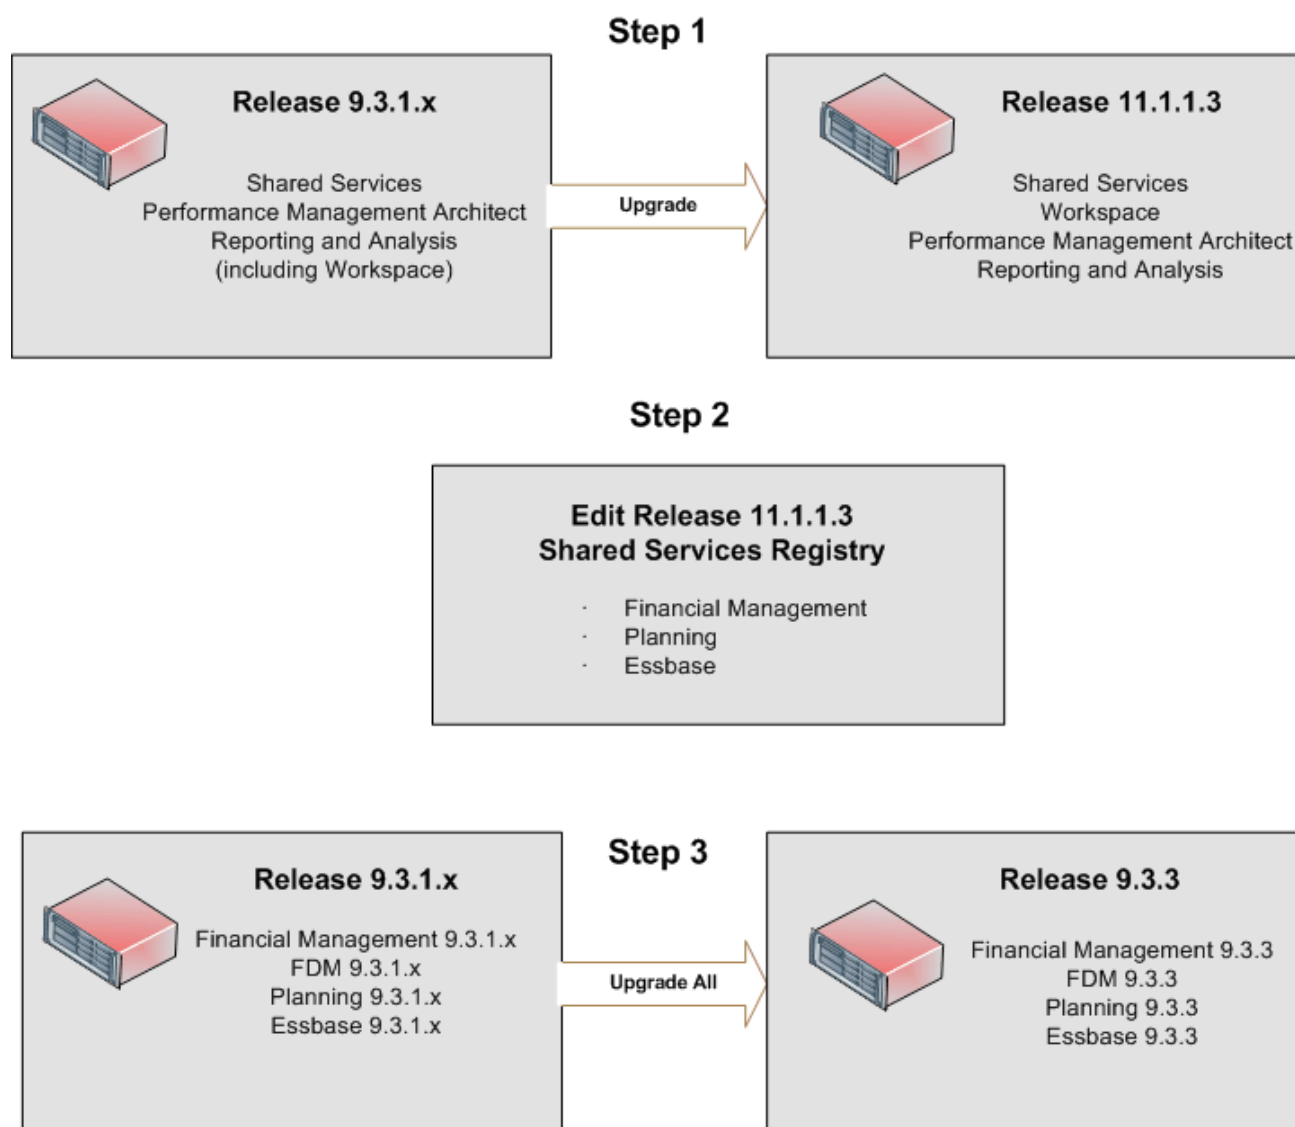 Step 1
Release 9.3.1.x
Shared Services
Performance Management Architect
Reporting and Analysis
(including Workspace)
Upgrade
Release 11.1.1.3
Shared Services
Workspace
Performance Management Architect
Reporting and Analysis
Step 2
Edit Release 11.1.1.3
Shared Services Registry
· Financial Management
· Planning
· Essbase
Step 3
Release 9.3.1.x
Financial Management 9.3.1.x
FDM 9.3.1.x
Planning 9.3.1.x
Essbase 9.3.1.x
Upgrade All
Release 9.3.3
Financial Management 9.3.3
FDM 9.3.3
Planning 9.3.3
Essbase 9.3.3